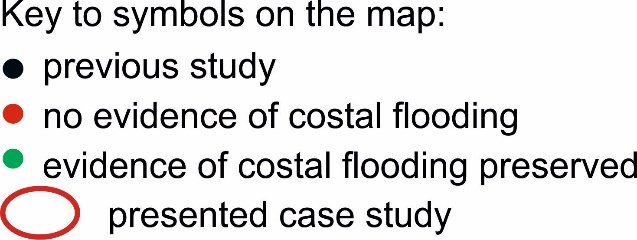 Key to symbols on the map:
previous study
no evidence of costal flooding
evidence of costal flooding preserved
presented case study